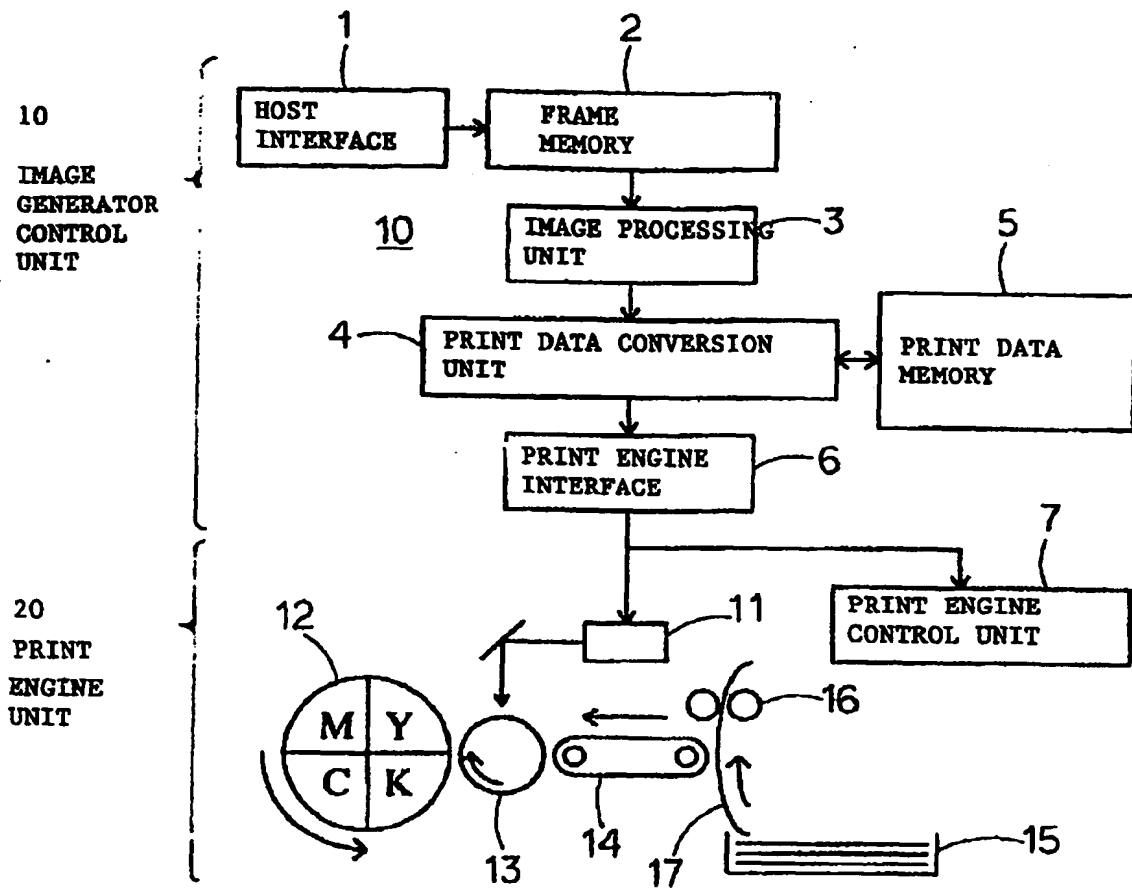 1
2
10
HOST
INTERFACE
FRAME
MEMORY
IMAGE
GENERATOR
CONTROL
UNIT
10
IMAGE PROCESSING
UNIT
3
5
4
PRINT DATA CONVERSION
UNIT
PRINT DATA
MEMORY
PRINT ENGINE
INTERFACE
6
7
20
PRINT
ENGINE
UNIT
12
11
PRINT ENGINE
CONTROL UNIT
M Y
C K
16
13
14
17
15